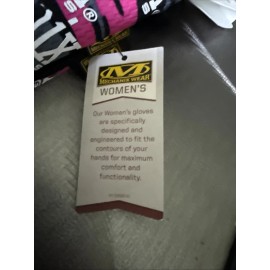 MECHANIX WEAR
WOMEN'S
Our Women's gloves
are specifically
designed and
engineered to fit the
contours of your
hands for maximum
comfort and
functionality.